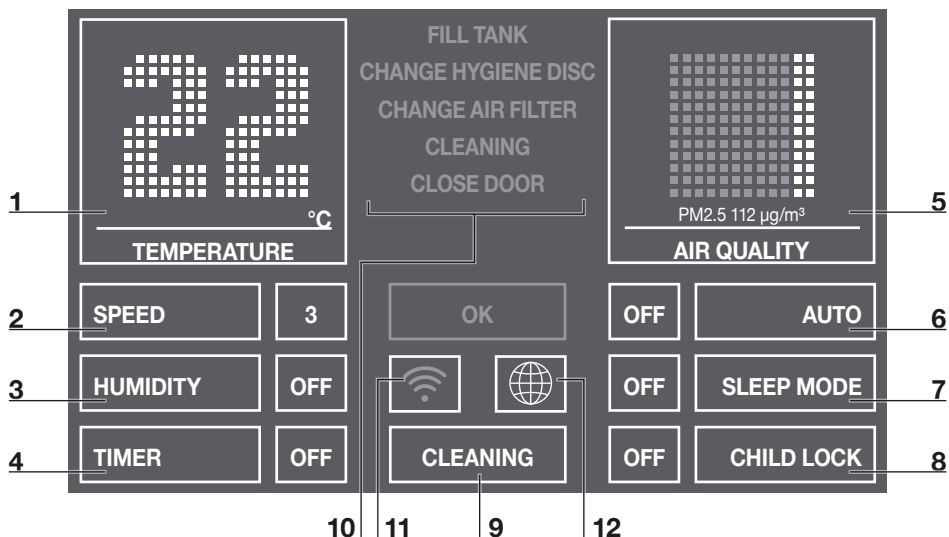 FILL TANK
CHANGE HYGIENE DISC
CHANGE AIR FILTER
CLEANING
CLOSE DOOR
22
°C
TEMPERATURE
1
PM2.5 112 µg/m³
AIR QUALITY
5
2
SPEED
3
OK
OFF
AUTO
6
3
HUMIDITY
OFF
OFF
SLEEP MODE
7
4
TIMER
OFF
CLEANING
OFF
CHILD LOCK
8
10
11
9
12